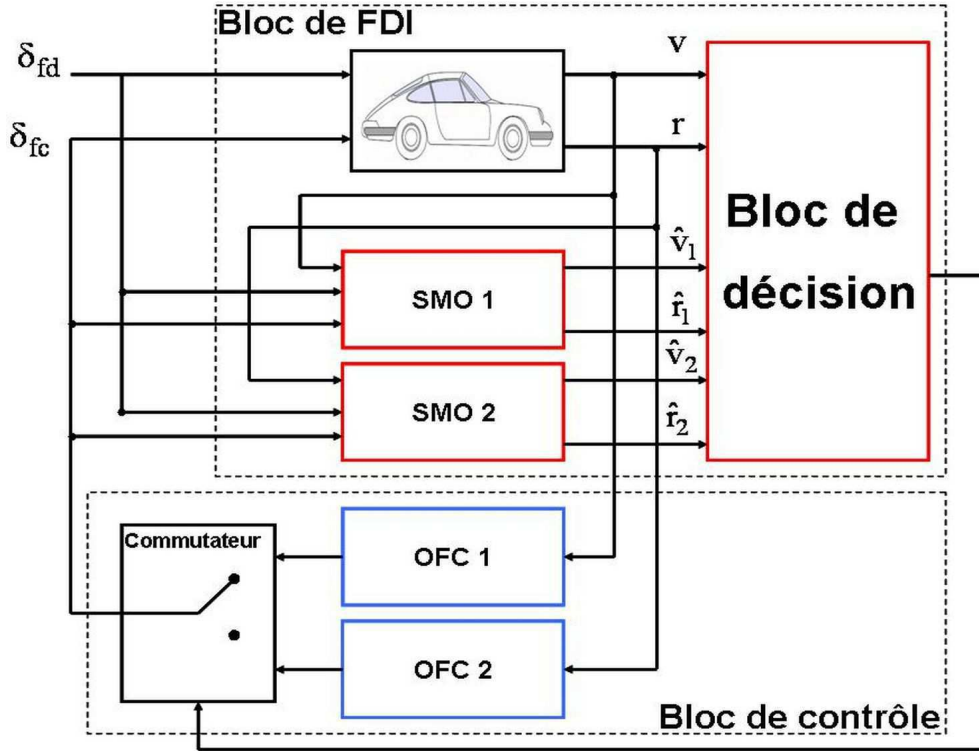 Bloc de FDI
δfd
δfc
v
r
v̂1
r̂1
v̂2
r̂2
Bloc de
décision
SMO 1
SMO 2
Commutateur
OFC 1
OFC 2
Bloc de contrôle